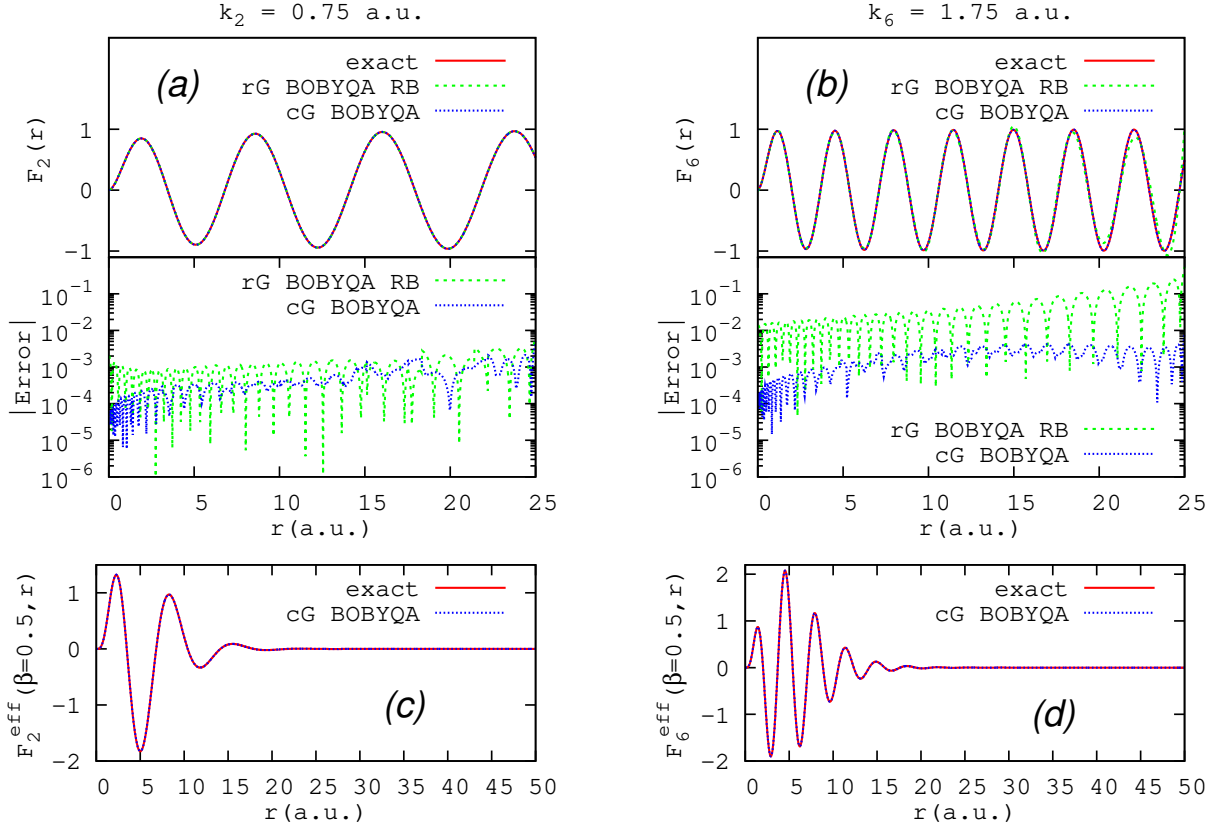 k₂ = 0.75 a.u.
k₆ = 1.75 a.u.
(a)
exact
rG BOBYQA RB
cG BOBYQA
F₂(r)
1
0
-1
rG BOBYQA RB
cG BOBYQA
|Error|
10⁻¹
10⁻²
10⁻³
10⁻⁴
10⁻⁵
10⁻⁶
0 5 10 15 20 25
r(a.u.)
(b)
exact
rG BOBYQA RB
cG BOBYQA
F₆(r)
1
0
-1
|Error|
10⁻¹
10⁻²
10⁻³
10⁻⁴
10⁻⁵
10⁻⁶
rG BOBYQA RB
cG BOBYQA
0 5 10 15 20 25
r(a.u.)
exact
cG BOBYQA
(c)
F₂ᵉᶠᶠ(β=0.5,r)
1
0
-1
-2
0 5 10 15 20 25 30 35 40 45 50
r(a.u.)
exact
cG BOBYQA
(d)
F₆ᵉᶠᶠ(β=0.5,r)
2
1
0
-1
-2
0 5 10 15 20 25 30 35 40 45 50
r(a.u.)